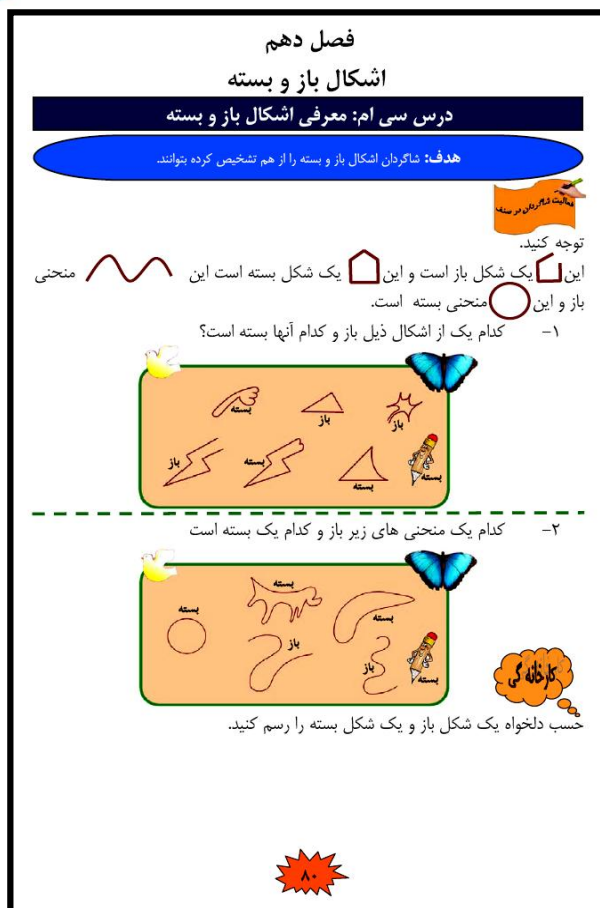 فصل دهم
اشکال باز و بسته
درس سی ام: معرفی اشکال باز و بسته
هدف: شاگردان اشکال باز و بسته را از هم تشخیص کرده بتوانند.
فعالیت شاگردان در صنف
توجه کنید.
این یک شکل باز است و این یک شکل بسته است این منحنی
باز و این منحنی بسته است.
۱- کدام یک از اشکال ذیل باز و کدام آنها بسته است؟
باز
باز
بسته
بسته
بسته
بسته
باز
۲- کدام یک منحنی های زیر باز و کدام یک بسته است
بسته
بسته
بسته
باز
باز
بسته
کارخانه گی
حسب دلخواه یک شکل باز و یک شکل بسته را رسم کنید.
۸۰